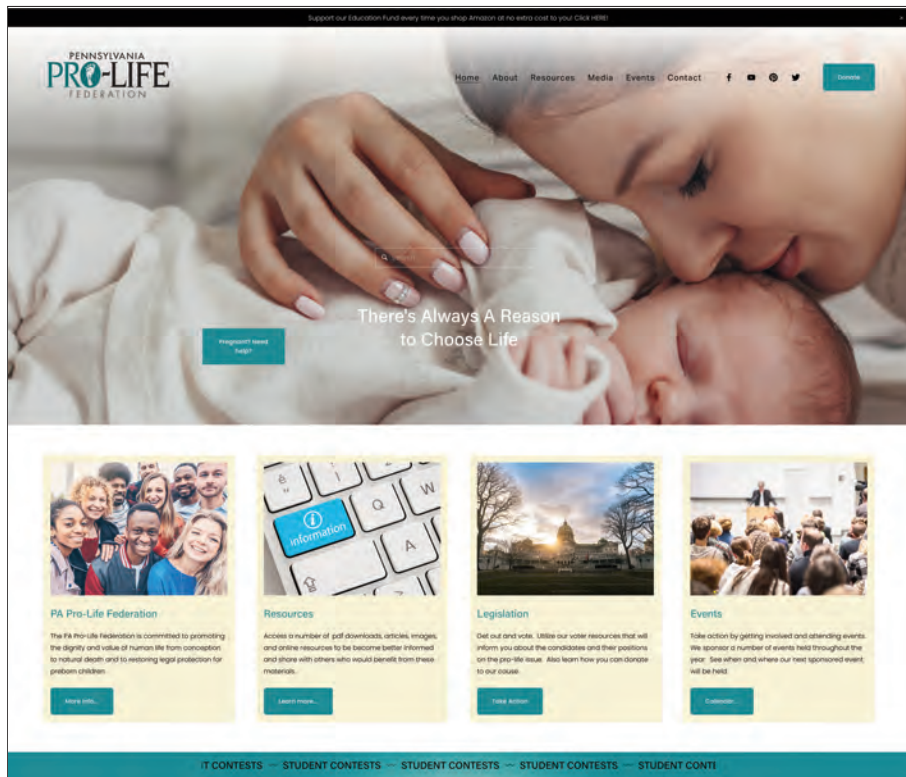 Support our Education Fund every time you shop Amazon at no extra cost to you! Click HERE!
PENNSYLVANIA
PRO-LIFE
FEDERATION
Home About Resources Media Events Contact
Donate
Search
There's Always A Reason
to Choose Life
Pregnant? Need
help?
information
Q
W
A
policy
PA Pro-Life Federation
The PA Pro-Life Federation is committed to promoting
the dignity and value of human life from conception
to natural death and to restoring legal protection for
preborn children.
More Info...
Resources
Access a number of pdf downloads, articles, images,
and online resources to be become better informed
and share with others who would benefit from these
materials.
Learn more...
Legislation
Get out and vote. Utilize our voter resources that will
inform you about the candidates and their positions
on the pro-life issue. Also learn how you can donate
to our cause.
Take Action
Events
Take action by getting involved and attending events.
We sponsor a number of events held throughout the
year. See when and where our next sponsored event
will be held.
Calendar...
IT CONTESTS — STUDENT CONTESTS — STUDENT CONTESTS — STUDENT CONTESTS — STUDENT CONTI